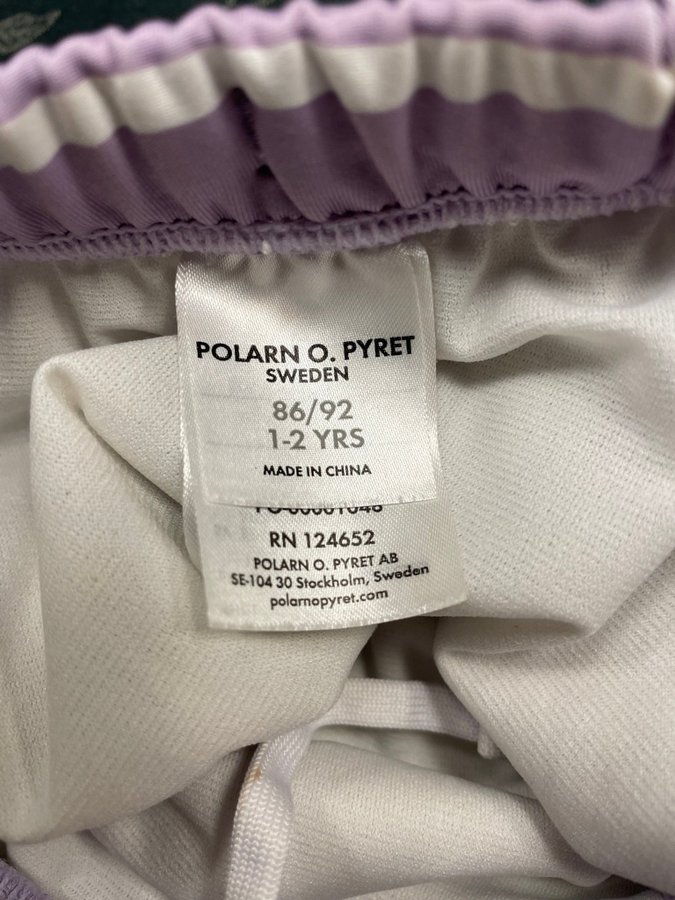 POLARN O. PYRET
SWEDEN
86/92
1-2 YRS
MADE IN CHINA
RN 124652
POLARN O. PYRET AB
SE-104 30 Stockholm, Sweden
polarnopyret.com